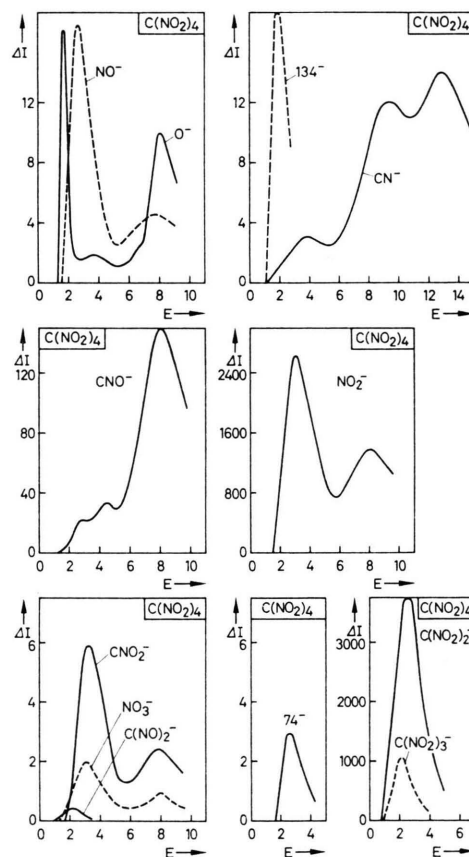 C(NO₂)₄
ΔI
NO⁻
O⁻
12
8
4
0
0 2 4 6 8 10
E
C(NO₂)₄
ΔI
134⁻
CN⁻
12
8
4
0
0 2 4 6 8 10 12 14
E
C(NO₂)₄
ΔI
CNO⁻
120
80
40
0
0 2 4 6 8 10
E
C(NO₂)₄
ΔI
NO₂⁻
2400
1600
800
0
0 2 4 6 8 10
E
C(NO₂)₄
ΔI
CNO₂⁻
NO₃⁻
C(NO)₂⁻
6
4
2
0
0 2 4 6 8 10
E
C(NO₂)₄
ΔI
74⁻
6
4
2
0
0 2 4
E
C(NO₂)₄
ΔI
C(NO₂)₂⁻
C(NO₂)₃⁻
3000
2000
1000
0
0 2 4 6
E